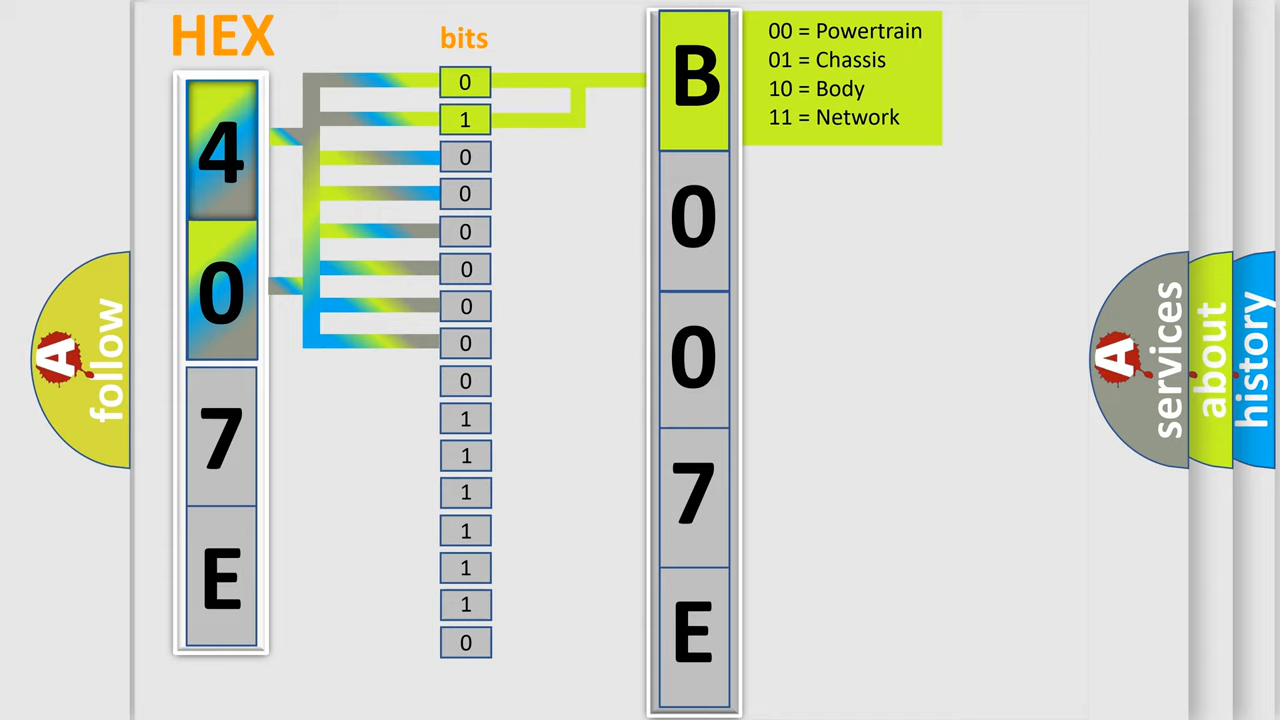 HEX
bits
4
0
7
E
0
1
0
0
0
0
0
0
0
1
1
1
1
1
1
0
B
0
0
7
E
00 = Powertrain
01 = Chassis
10 = Body
11 = Network
A
follow
A
services
about
history